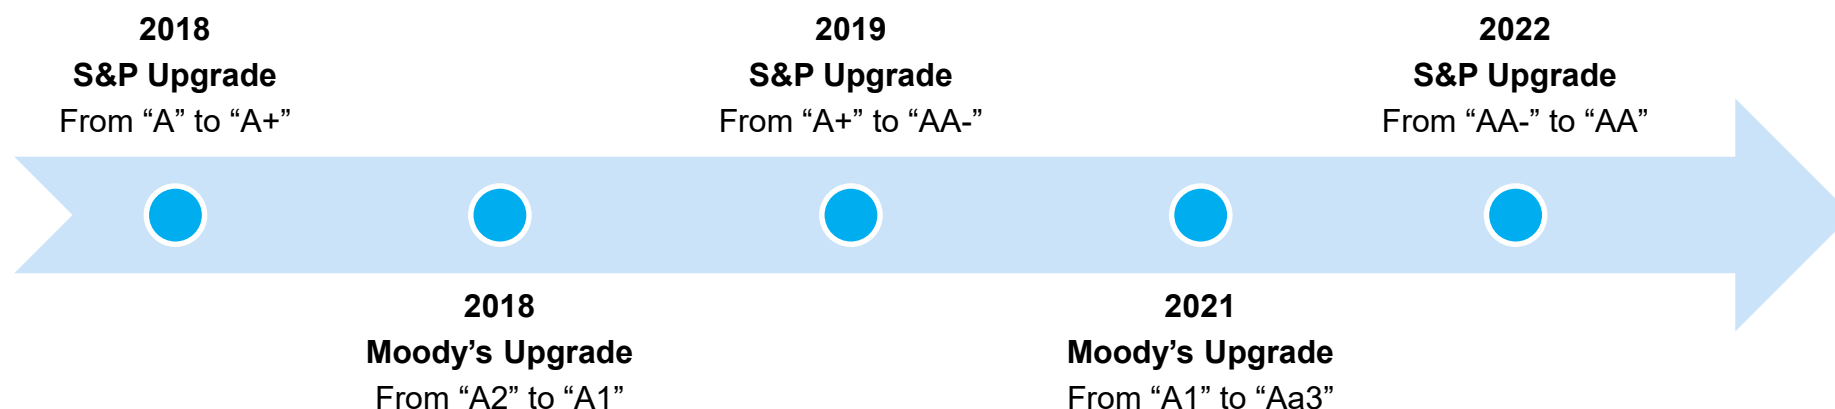 2018
S&P Upgrade
From “A” to “A+”
2018
Moody’s Upgrade
From “A2” to “A1”
2019
S&P Upgrade
From “A+” to “AA-”
2021
Moody’s Upgrade
From “A1” to “Aa3”
2022
S&P Upgrade
From “AA-” to “AA”